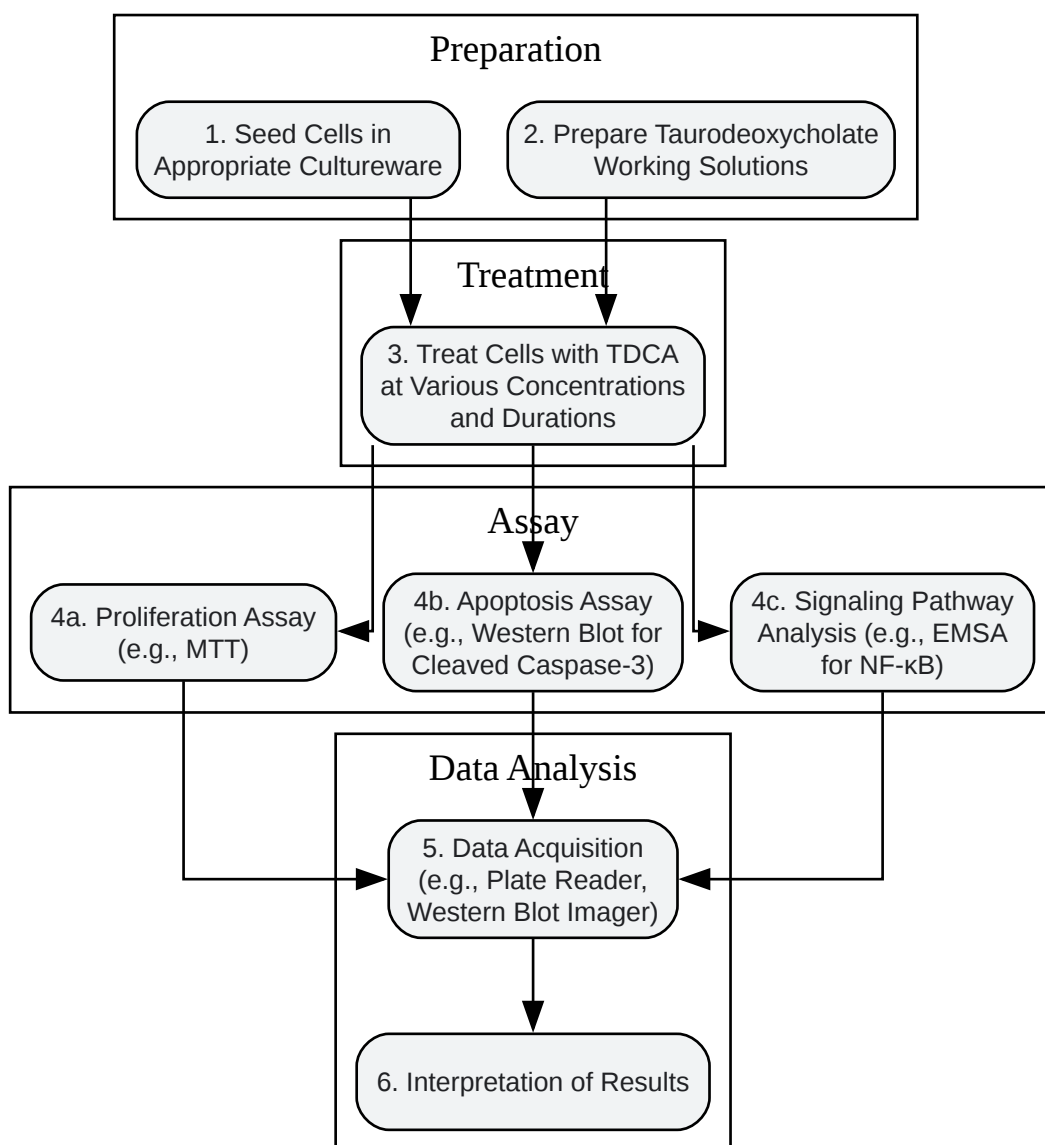 Preparation
1. Seed Cells in
Appropriate Cultureware
2. Prepare Taurodeoxycholate
Working Solutions
Treatment
3. Treat Cells with TDCA
at Various Concentrations
and Durations
Assay
4a. Proliferation Assay
(e.g., MTT)
4b. Apoptosis Assay
(e.g., Western Blot for
Cleaved Caspase-3)
4c. Signaling Pathway
Analysis (e.g., EMSA
for NF-κB)
Data Analysis
5. Data Acquisition
(e.g., Plate Reader,
Western Blot Imager)
6. Interpretation of Results